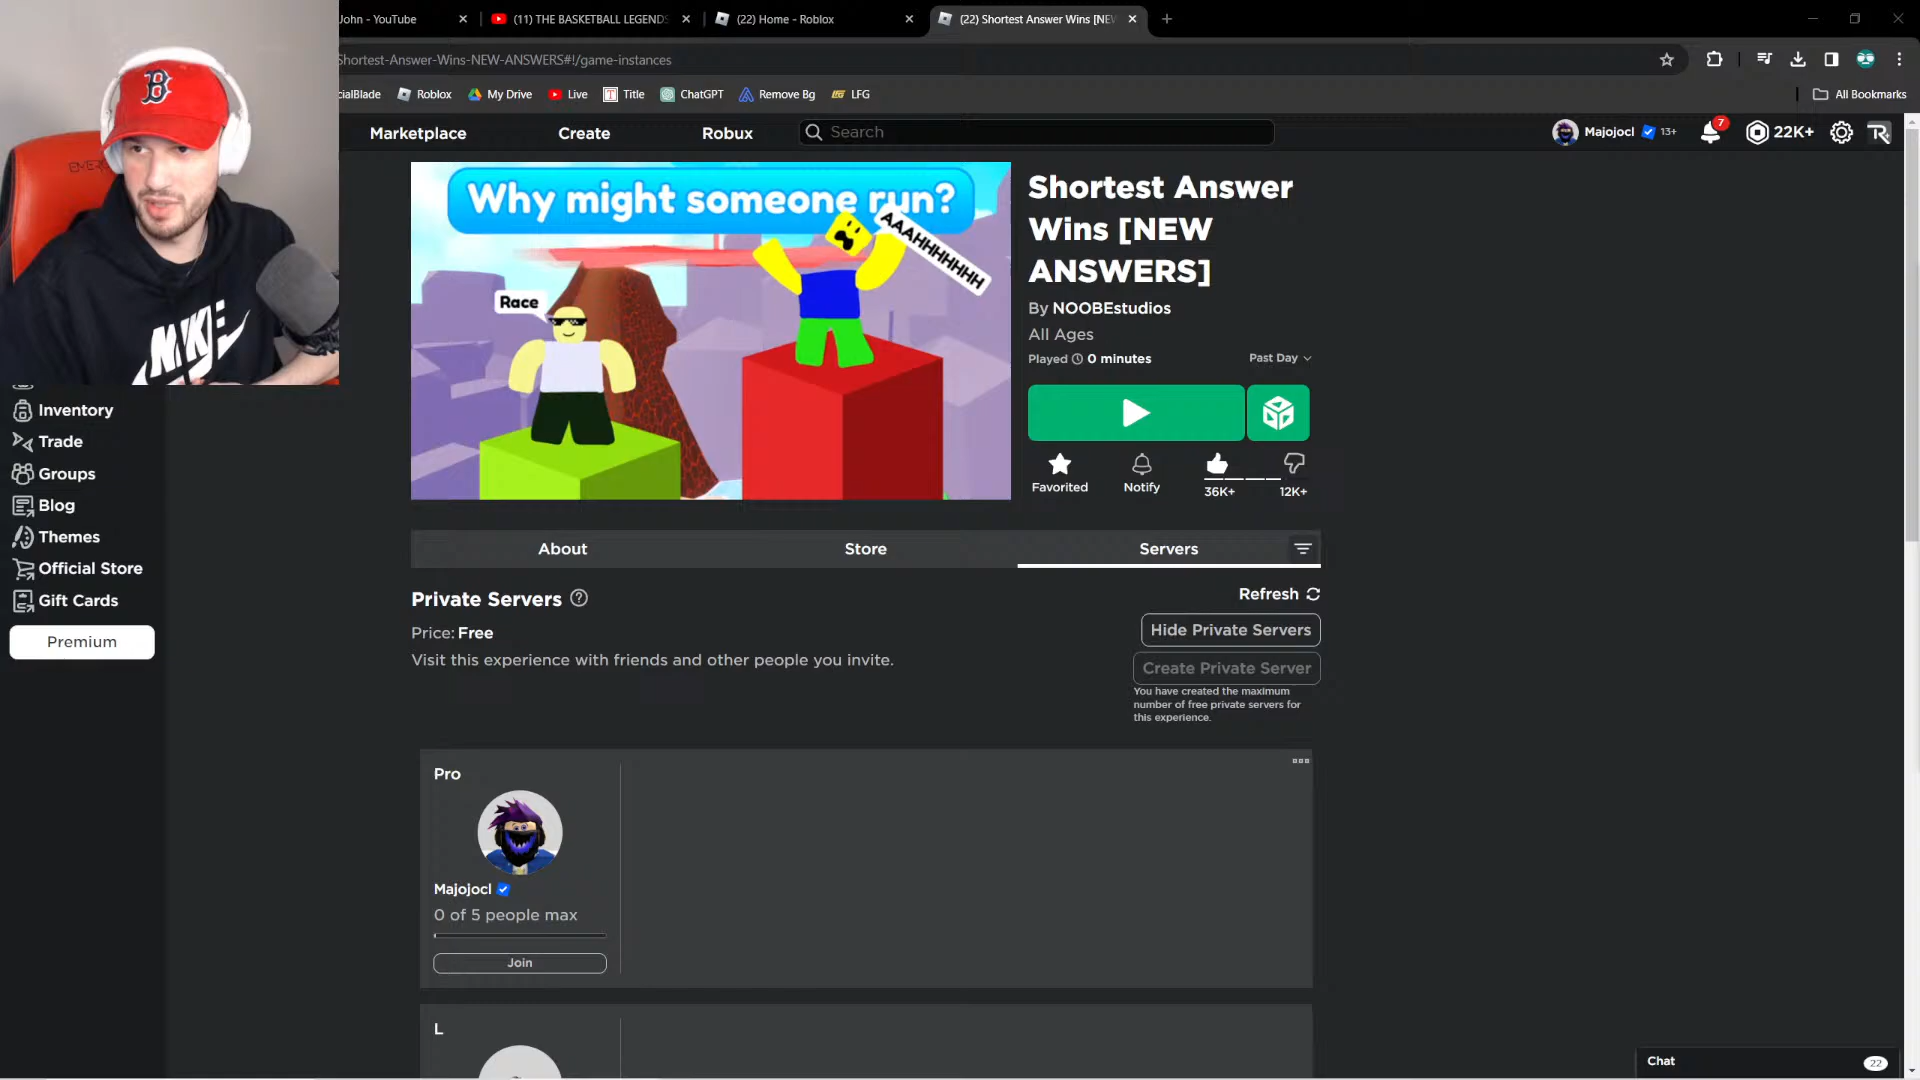 John - YouTube
(11) THE BASKETBALL LEGENDS
(22) Home - Roblox
(22) Shortest Answer Wins [NEW
Shortest-Answer-Wins-NEW-ANSWERS#!/game-instances
cialBlade
Roblox
My Drive
Live
Title
ChatGPT
Remove Bg
LFG
All Bookmarks
Marketplace
Create
Robux
Search
Majojocl
13+
7
22K+
B
NIKE
Why might someone run?
AAAHHHHHHH
Race
Shortest Answer
Wins [NEW
ANSWERS]
By NOOBEstudios
All Ages
Played 0 minutes
Past Day
Favorited
Notify
36K+
12K+
Inventory
Trade
Groups
Blog
Themes
Official Store
Gift Cards
Premium
About
Store
Servers
Private Servers
Refresh
Price: Free
Hide Private Servers
Visit this experience with friends and other people you invite.
Create Private Server
You have created the maximum
number of free private servers for
this experience.
Pro
Majojocl
0 of 5 people max
Join
L
Chat
22